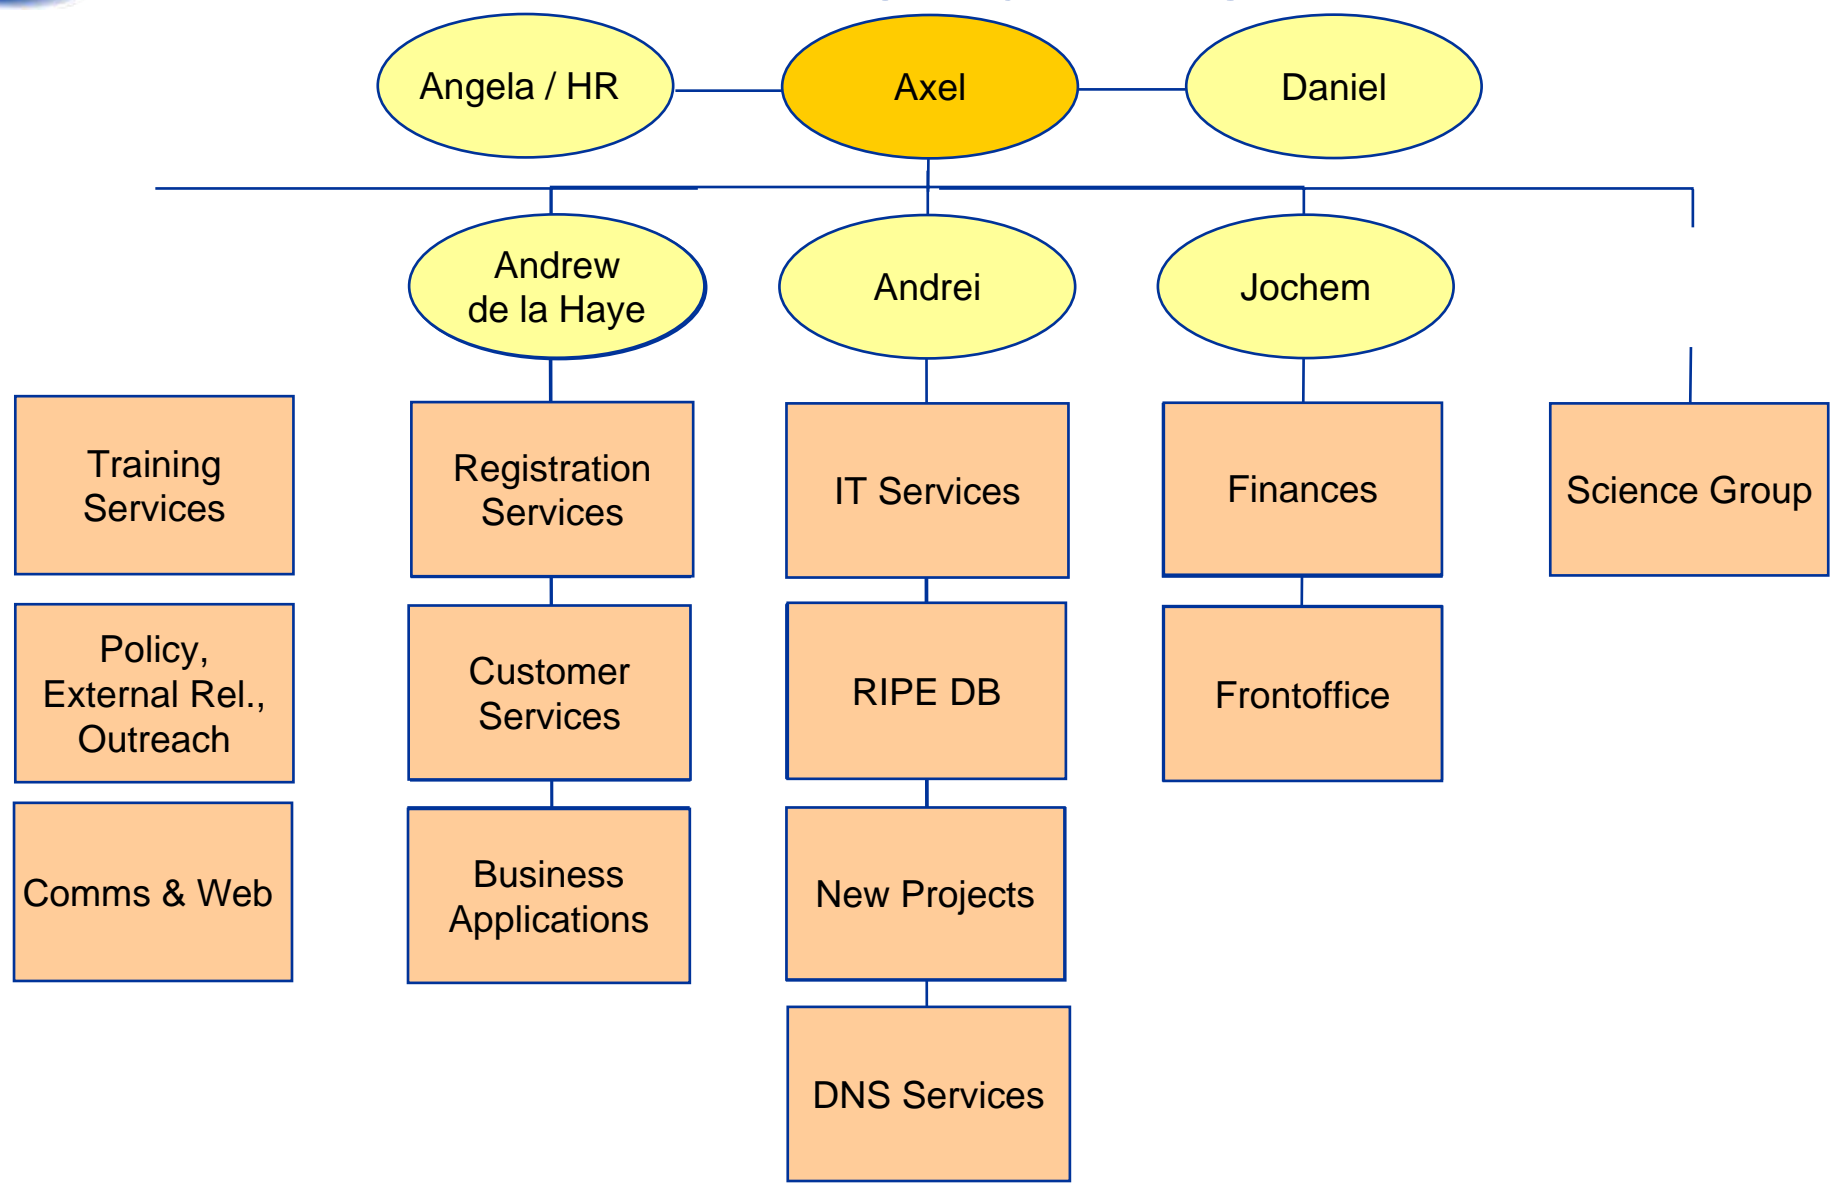 Angela / HR
Axel
Daniel
Andrew
de la Haye
Andrei
Jochem
Training
Services
Registration
Services
IT Services
Finances
Science Group
Policy,
External Rel.,
Outreach
Customer
Services
RIPE DB
Frontoffice
Comms & Web
Business
Applications
New Projects
DNS Services